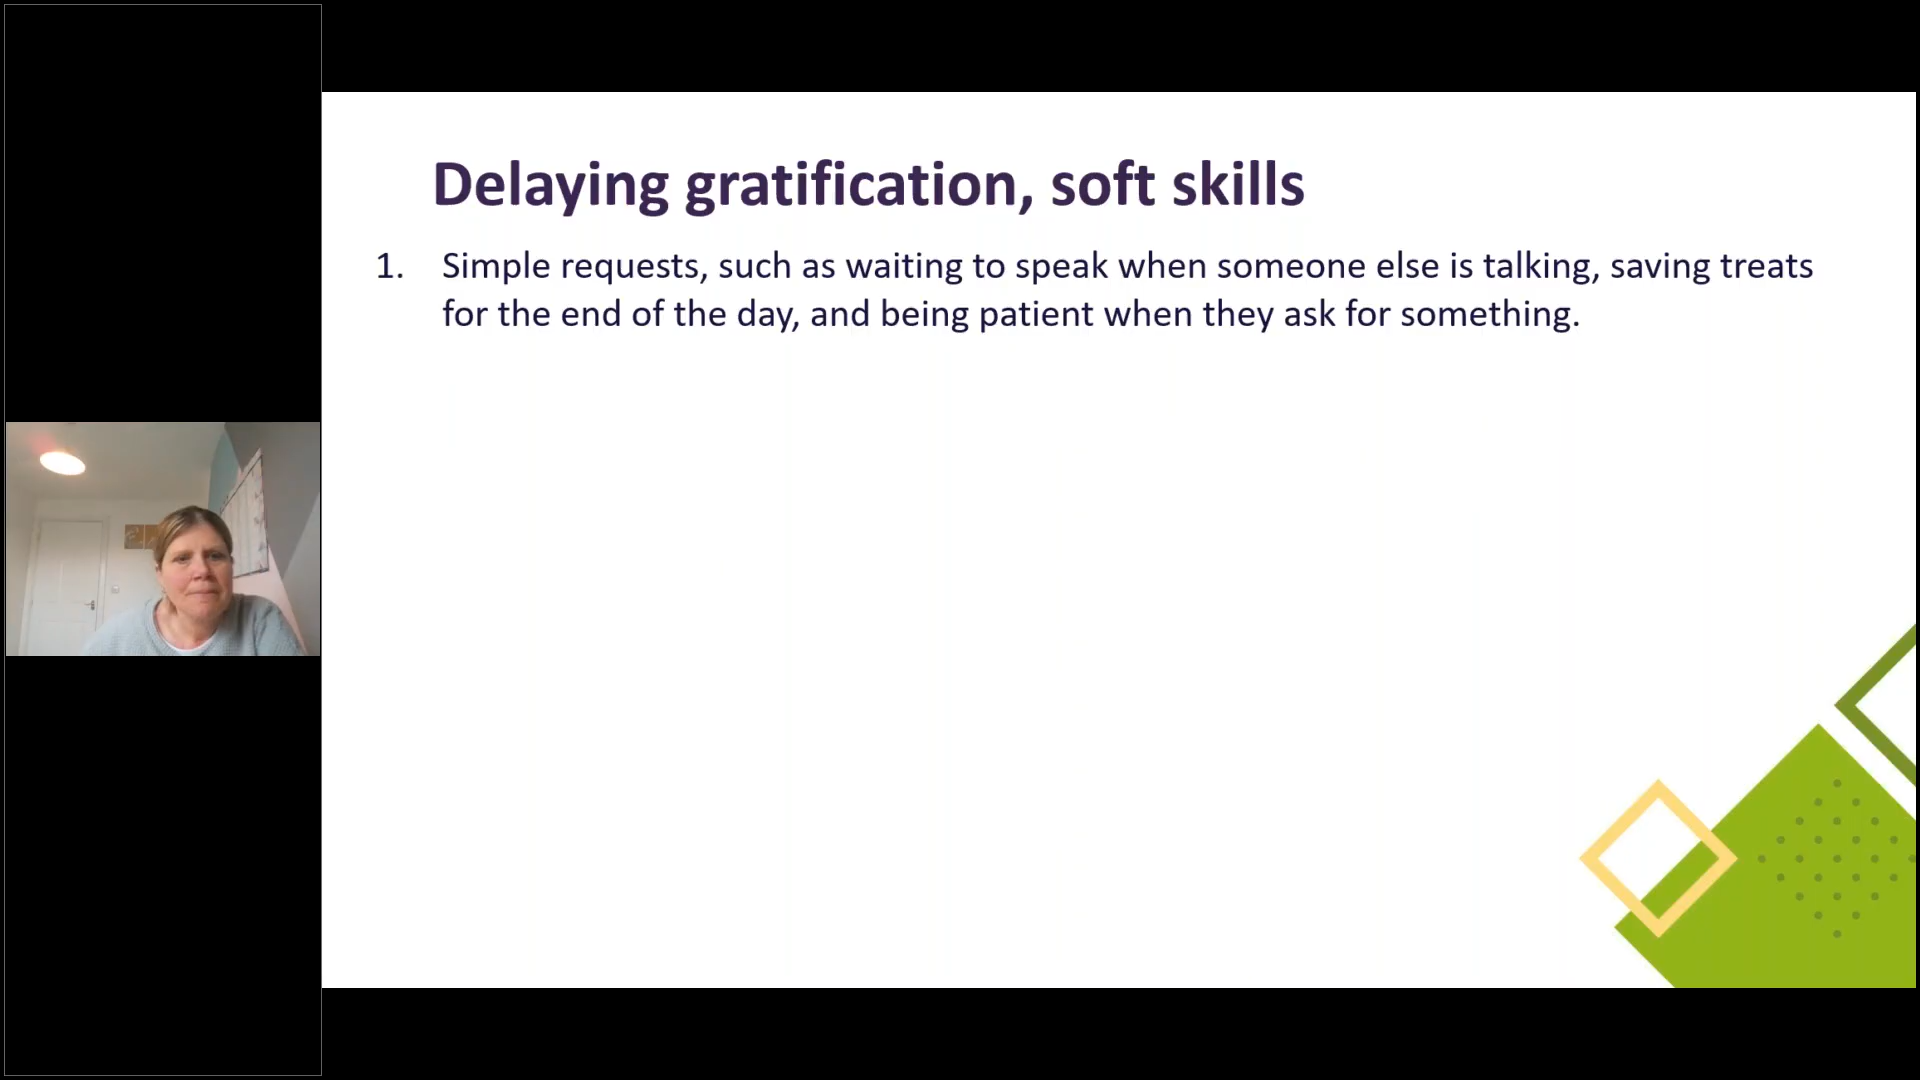 Delaying gratification, soft skills
1. Simple requests, such as waiting to speak when someone else is talking, saving treats
for the end of the day, and being patient when they ask for something.